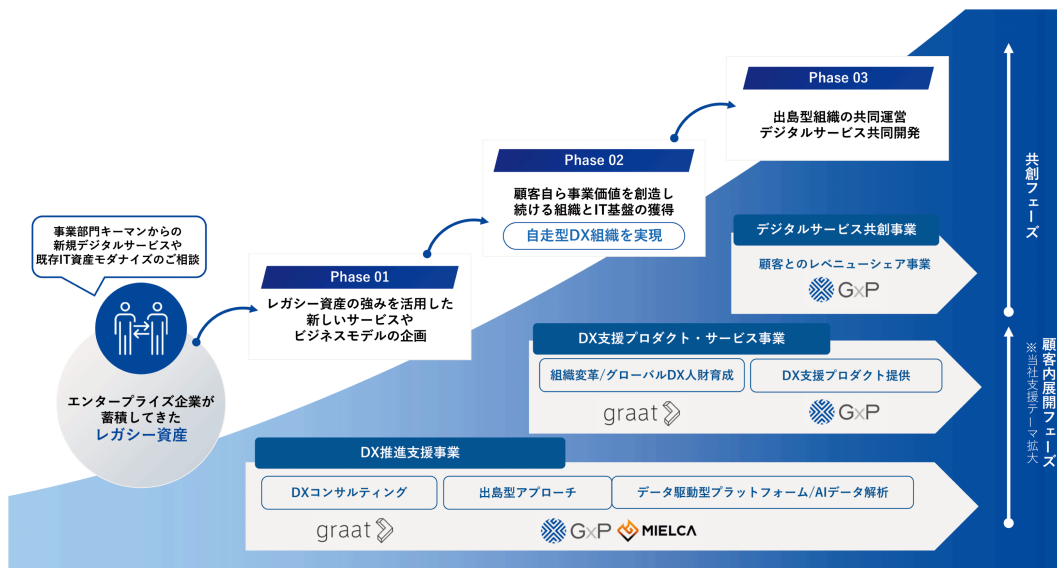 事業部門キーマンからの
新規デジタルサービスや
既存IT資産モダナイズのご相談
エンタープライズ企業が
蓄積してきた
レガシー資産
Phase 01
レガシー資産の強みを活用した
新しいサービスや
ビジネスモデルの企画
Phase 02
顧客自ら事業価値を創造し
続ける組織とIT基盤の獲得
自走型DX組織を実現
Phase 03
出島型組織の共同運営
デジタルサービス共同開発
共創フェーズ
デジタルサービス共創事業
顧客とのレベニューシェア事業
GxP
顧客内展開フェーズ
※当社支援テーマ拡大
DX支援プロダクト・サービス事業
組織変革/グローバルDX人財育成
graat
DX支援プロダクト提供
GxP
DX推進支援事業
DXコンサルティング
出島型アプローチ
データ駆動型プラットフォーム/AIデータ解析
graat
GxP
MIELCA